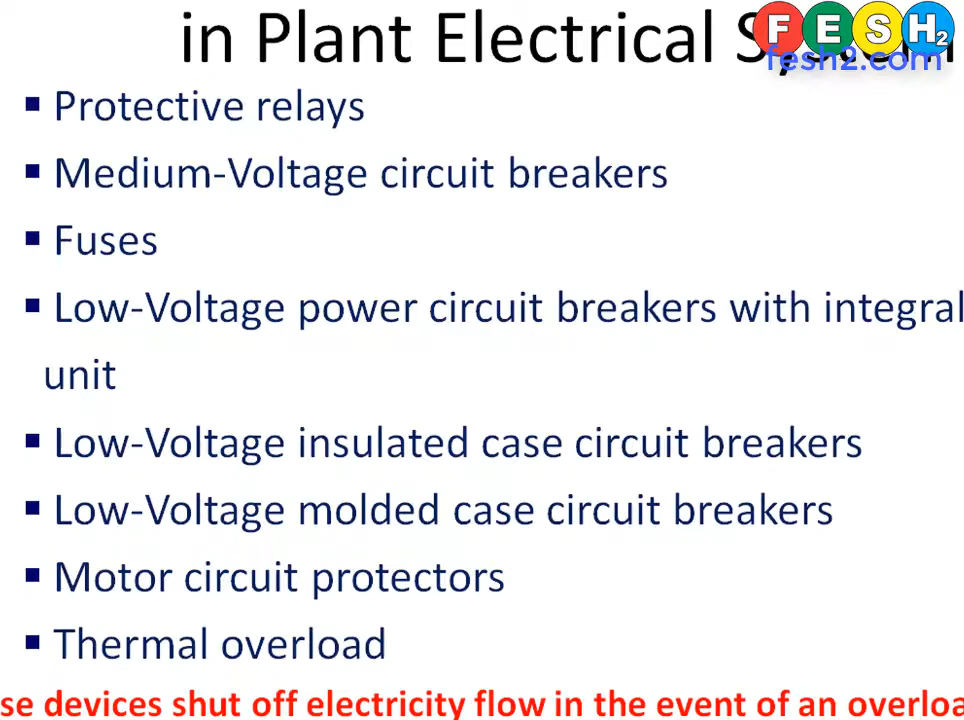 in Plant Electrical System
FESH2
fesh2.com
▪ Protective relays
▪ Medium-Voltage circuit breakers
▪ Fuses
▪ Low-Voltage power circuit breakers with integral
unit
▪ Low-Voltage insulated case circuit breakers
▪ Low-Voltage molded case circuit breakers
▪ Motor circuit protectors
▪ Thermal overload
se devices shut off electricity flow in the event of an overloa